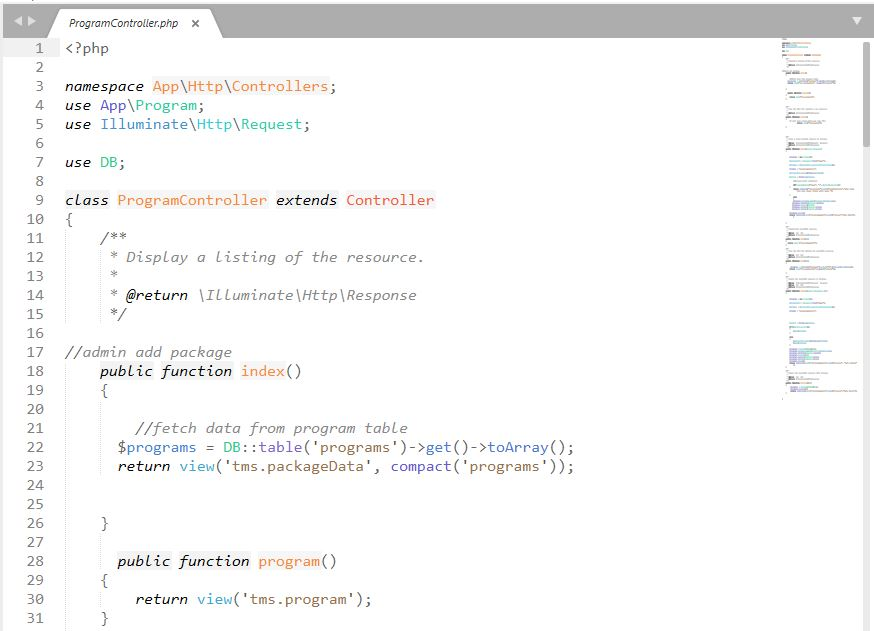 ProgramController.php ×
1 <?php
2
3 namespace App\Http\Controllers;
4 use App\Program;
5 use Illuminate\Http\Request;
6
7 use DB;
8
9 class ProgramController extends Controller
10 {
11 /**
12 * Display a listing of the resource.
13 *
14 * @return \Illuminate\Http\Response
15 */
16
17 //admin add package
18 public function index()
19 {
20
21 //fetch data from program table
22 $programs = DB::table('programs')->get()->toArray();
23 return view('tms.packageData', compact('programs'));
24
25
26 }
27
28 public function program()
29 {
30 return view('tms.program');
31 }